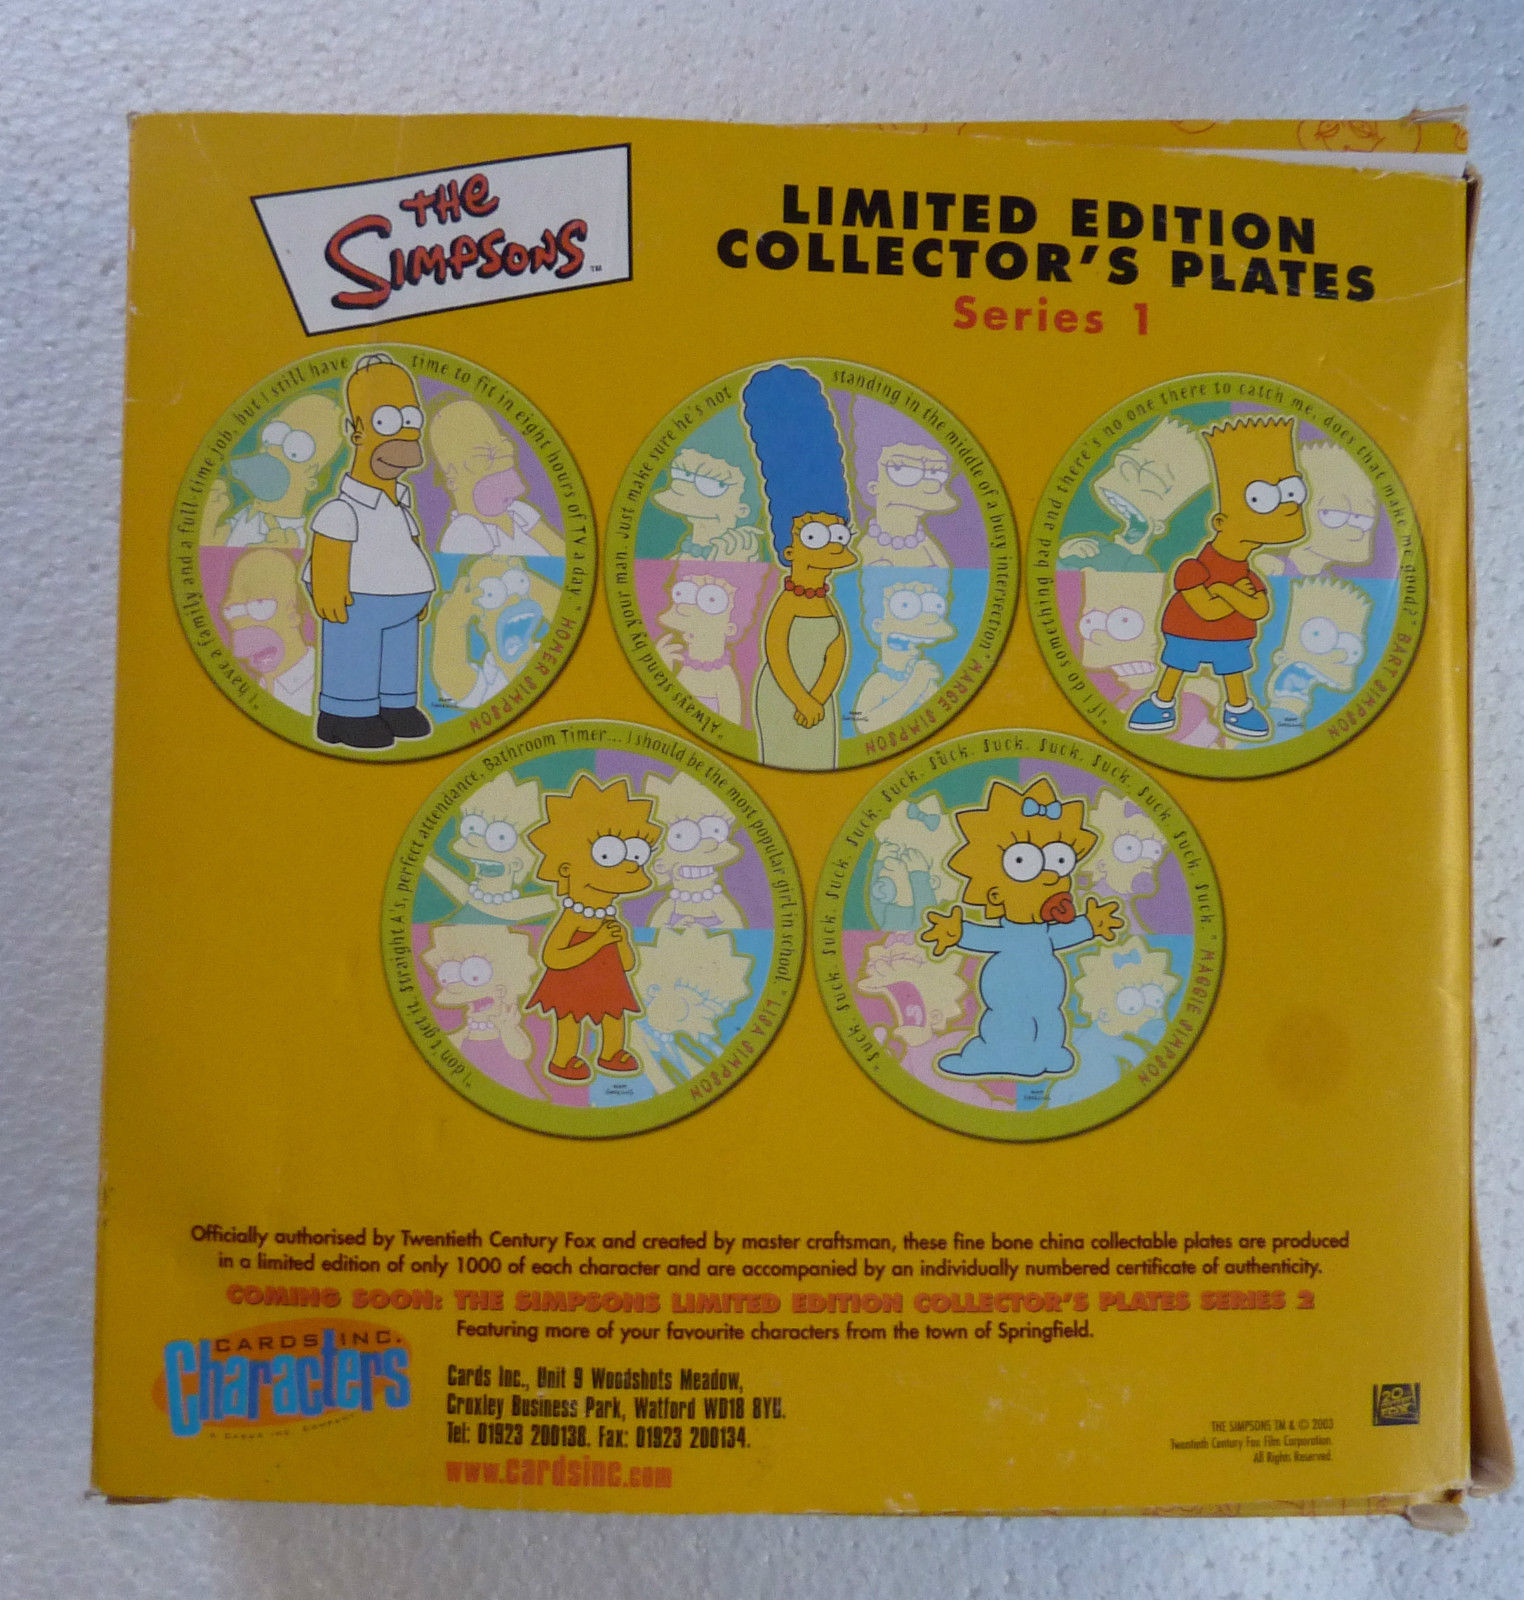 THE
SIMPSONS TM
LIMITED EDITION
COLLECTOR'S PLATES
Series 1
"I have a family and a full-time job, but I still have time to fit in eight hours of TV a day." HOMER SIMPSON
"Always stand by your man. Just make sure he's not standing in the middle of a busy intersection" MARGE SIMPSON
"If I do something bad and there's no one there to catch me, does that make me good?" BART SIMPSON
"I don't get it. Straight A's, perfect attendance, Bathroom Timer... I should be the most popular girl in school." LISA SIMPSON
"Suck. Suck. Suck. Suck. Suck. Suck. Suck. Suck. Suck. Suck. Suck. Suck. Suck." MAGGIE SIMPSON
Officially authorised by Twentieth Century Fox and created by master craftsman, these fine bone china collectable plates are produced
in a limited edition of only 1000 of each character and are accompanied by an individually numbered certificate of authenticity.
COMING SOON: THE SIMPSONS LIMITED EDITION COLLECTOR'S PLATES SERIES 2
Featuring more of your favourite characters from the town of Springfield.
CARDS INC.
Characters
A CARDS INC. COMPANY
Cards Inc., Unit 9 Woodshots Meadow,
Croxley Business Park, Watford WD18 8YU.
Tel: 01923 200138. Fax: 01923 200134.
www.cardsinc.com
20
FOX
THE SIMPSONS TM & © 2003
Twentieth Century Fox Film Corporation.
All Rights Reserved.